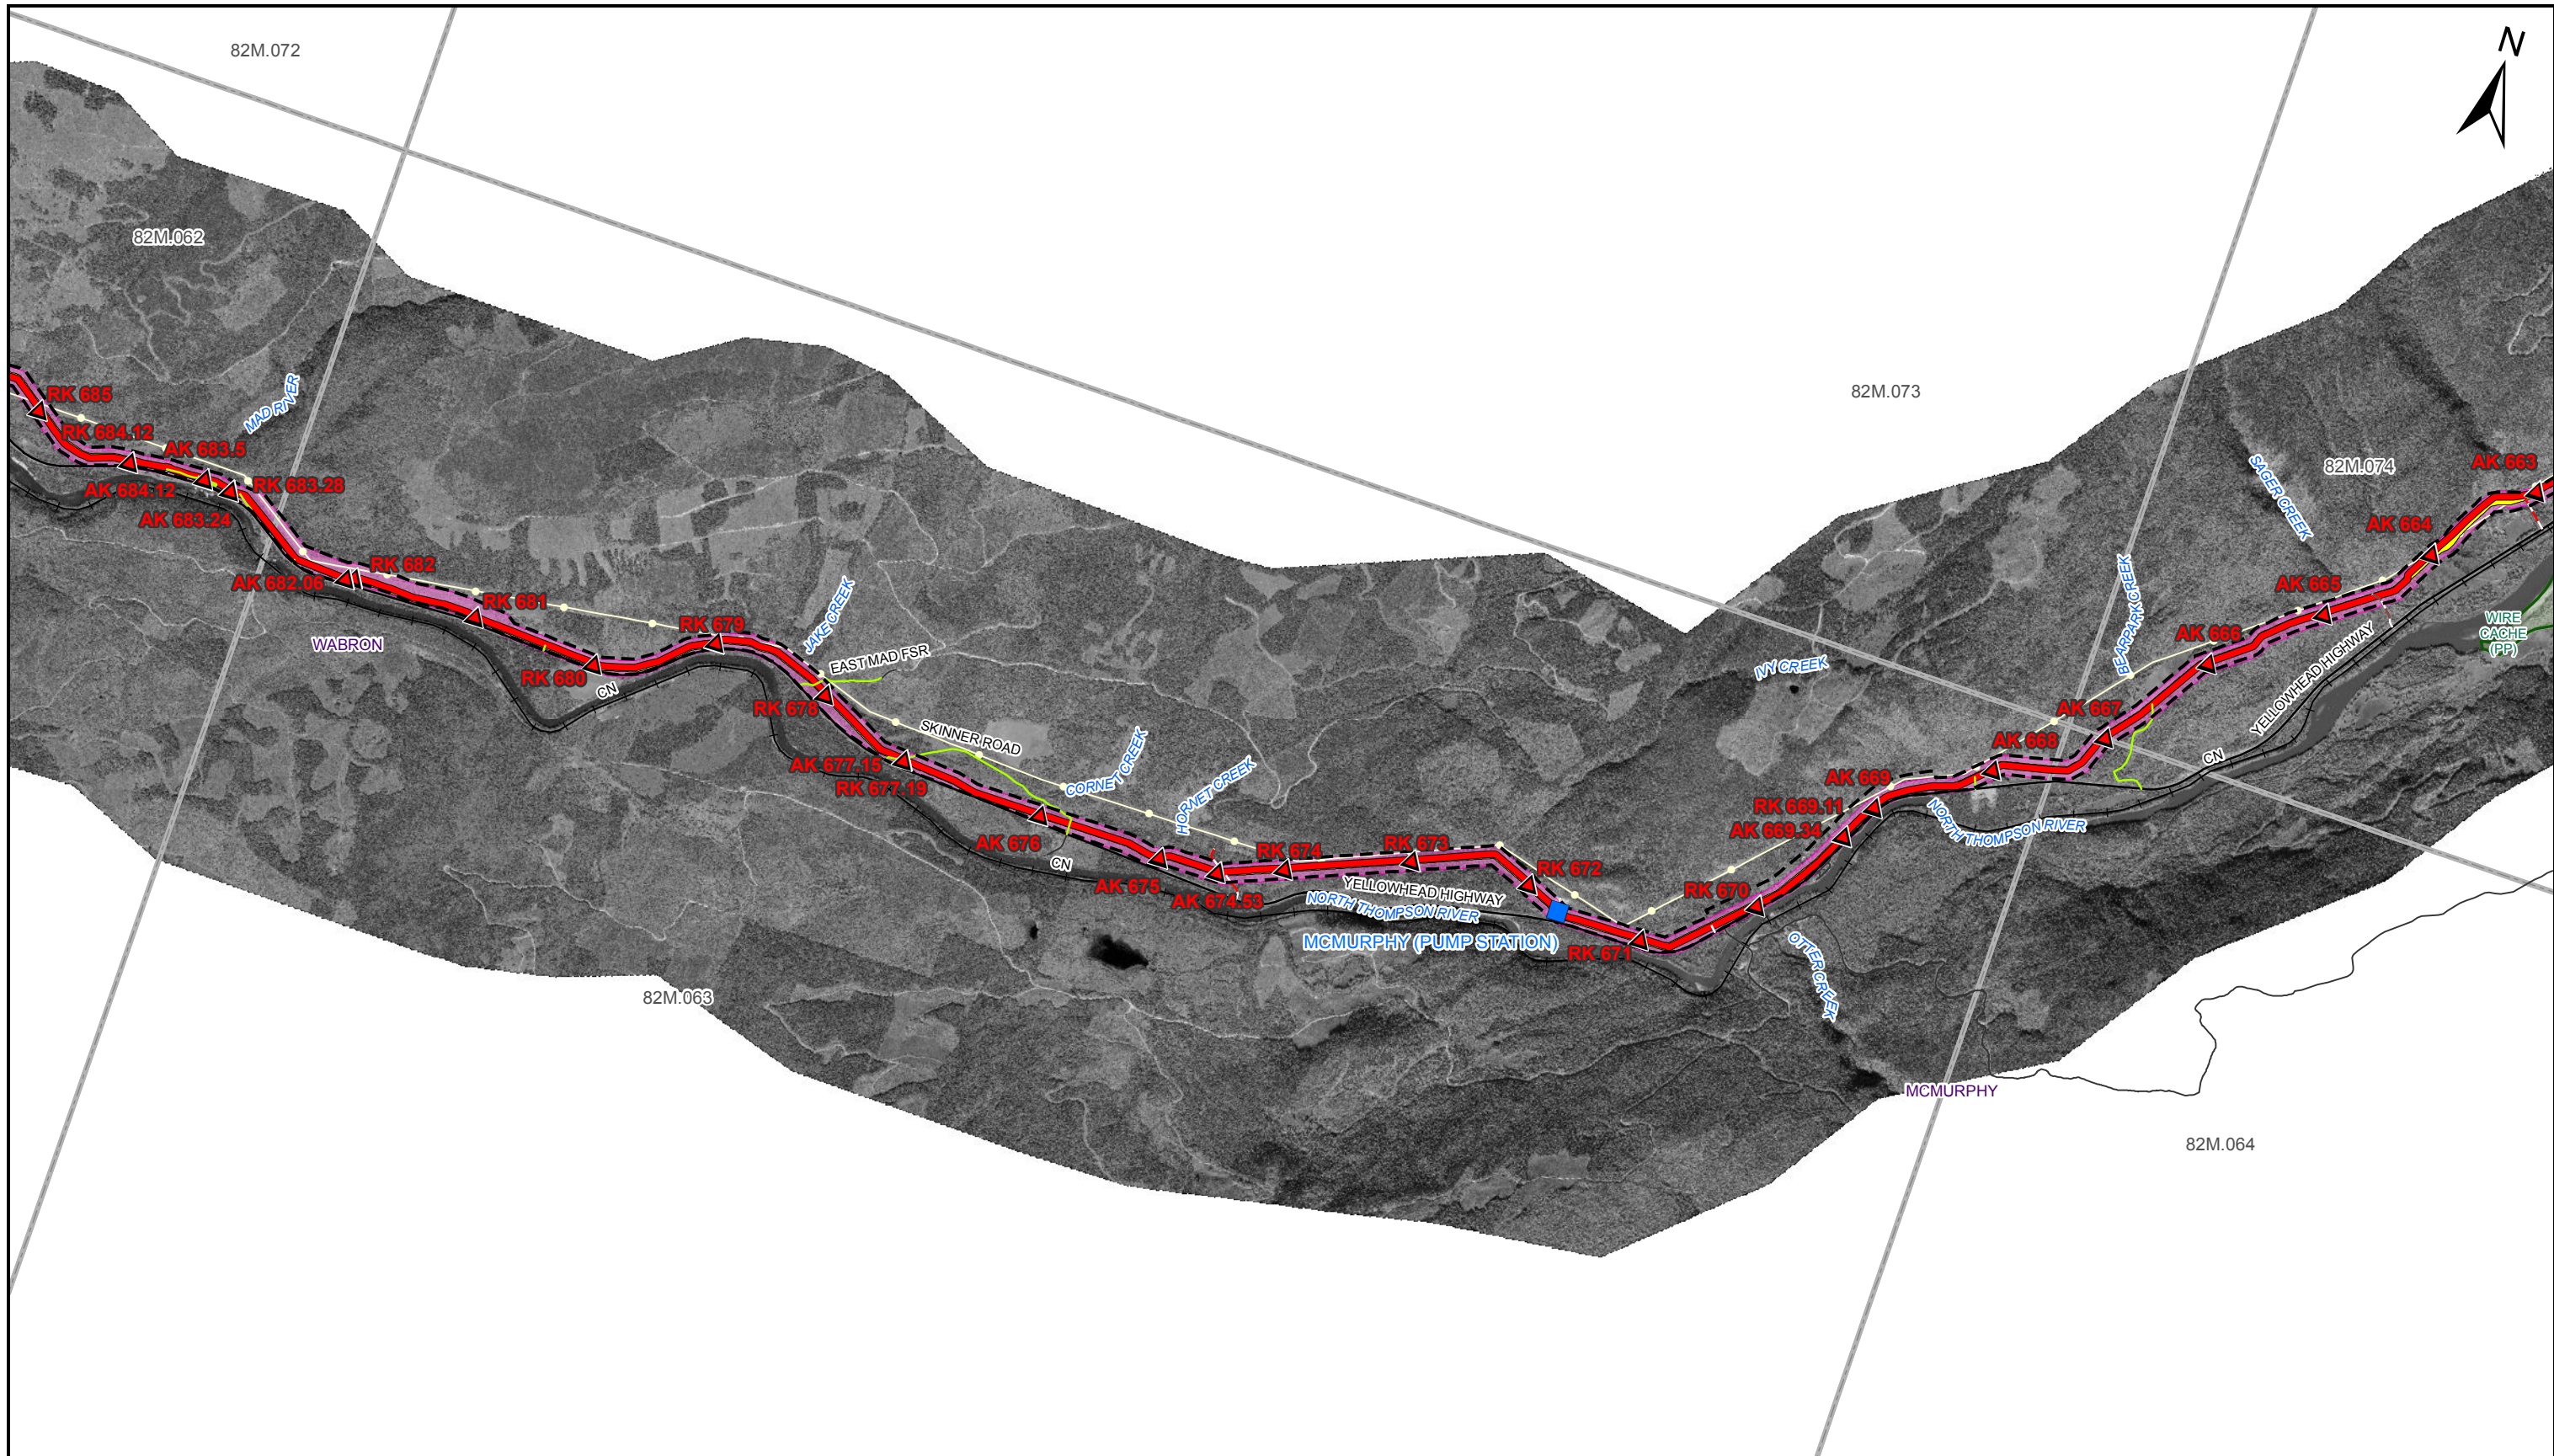 82M.072
N
82M.062
82M.073
MAD RIVER
RK 685
RK 684.12
AK 683.5
AK 684.12
RK 683.28
AK 683.24
SAGER CREEK
82M.074
AK 663
AK 664
RK 682
AK 682.06
RK 681
WABRON
RK 679
JAKE CREEK
EAST MAD FSR
RK 680
CN
RK 678
BEARPARK CREEK
AK 665
AK 666
WIRE
CACHE
(PP)
YELLOWHEAD HIGHWAY
IVY CREEK
AK 667
AK 668
CN
SKINNER ROAD
CORNET CREEK
HORNET CREEK
AK 677.15
RK 677.19
AK 669
RK 669.11
AK 669.34
NORTH THOMPSON RIVER
AK 676
CN
RK 674
RK 673
RK 672
AK 675
AK 674.53
YELLOWHEAD HIGHWAY
NORTH THOMPSON RIVER
RK 670
MCMURPHY (PUMP STATION)
RK 671
OTTER CREEK
82M.063
MCMURPHY
82M.064